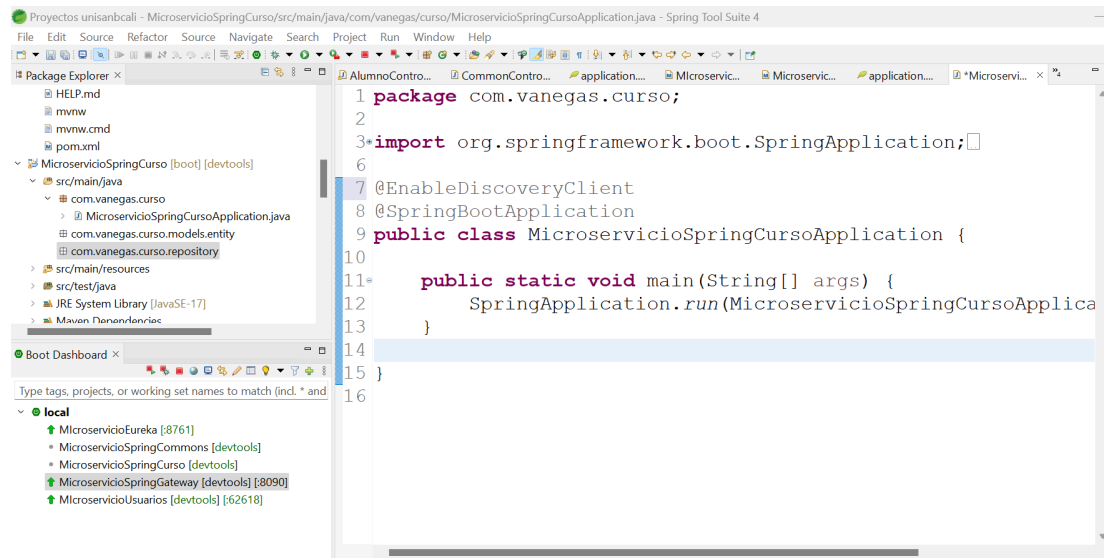 Proyectos unisanbcali - MicroservicioSpringCurso/src/main/java/com/vanegas/curso/MicroservicioSpringCursoApplication.java - Spring Tool Suite 4
File Edit Source Refactor Source Navigate Search Project Run Window Help
Package Explorer ×
HELP.md
mvnw
mvnw.cmd
pom.xml
MicroservicioSpringCurso [boot] [devtools]
src/main/java
com.vanegas.curso
MicroservicioSpringCursoApplication.java
com.vanegas.curso.models.entity
com.vanegas.curso.repository
src/main/resources
src/test/java
JRE System Library [JavaSE-17]
Maven Dependencies
Boot Dashboard ×
Type tags, projects, or working set names to match (incl. * and
local
MIcroservicioEureka [:8761]
MicroservicioSpringCommons [devtools]
MicroservicioSpringCurso [devtools]
MicroservicioSpringGateway [devtools] [:8090]
MIcroservicioUsuarios [devtools] [:62618]
AlumnoContro... CommonContro... application.... MIcroservic... Microservic... application.... *Microservi... × »4
1 package com.vanegas.curso;
2
3 import org.springframework.boot.SpringApplication;
6
7 @EnableDiscoveryClient
8 @SpringBootApplication
9 public class MicroservicioSpringCursoApplication {
10
11 public static void main(String[] args) {
12 SpringApplication.run(MicroservicioSpringCursoApplica
13 }
14
15 }
16